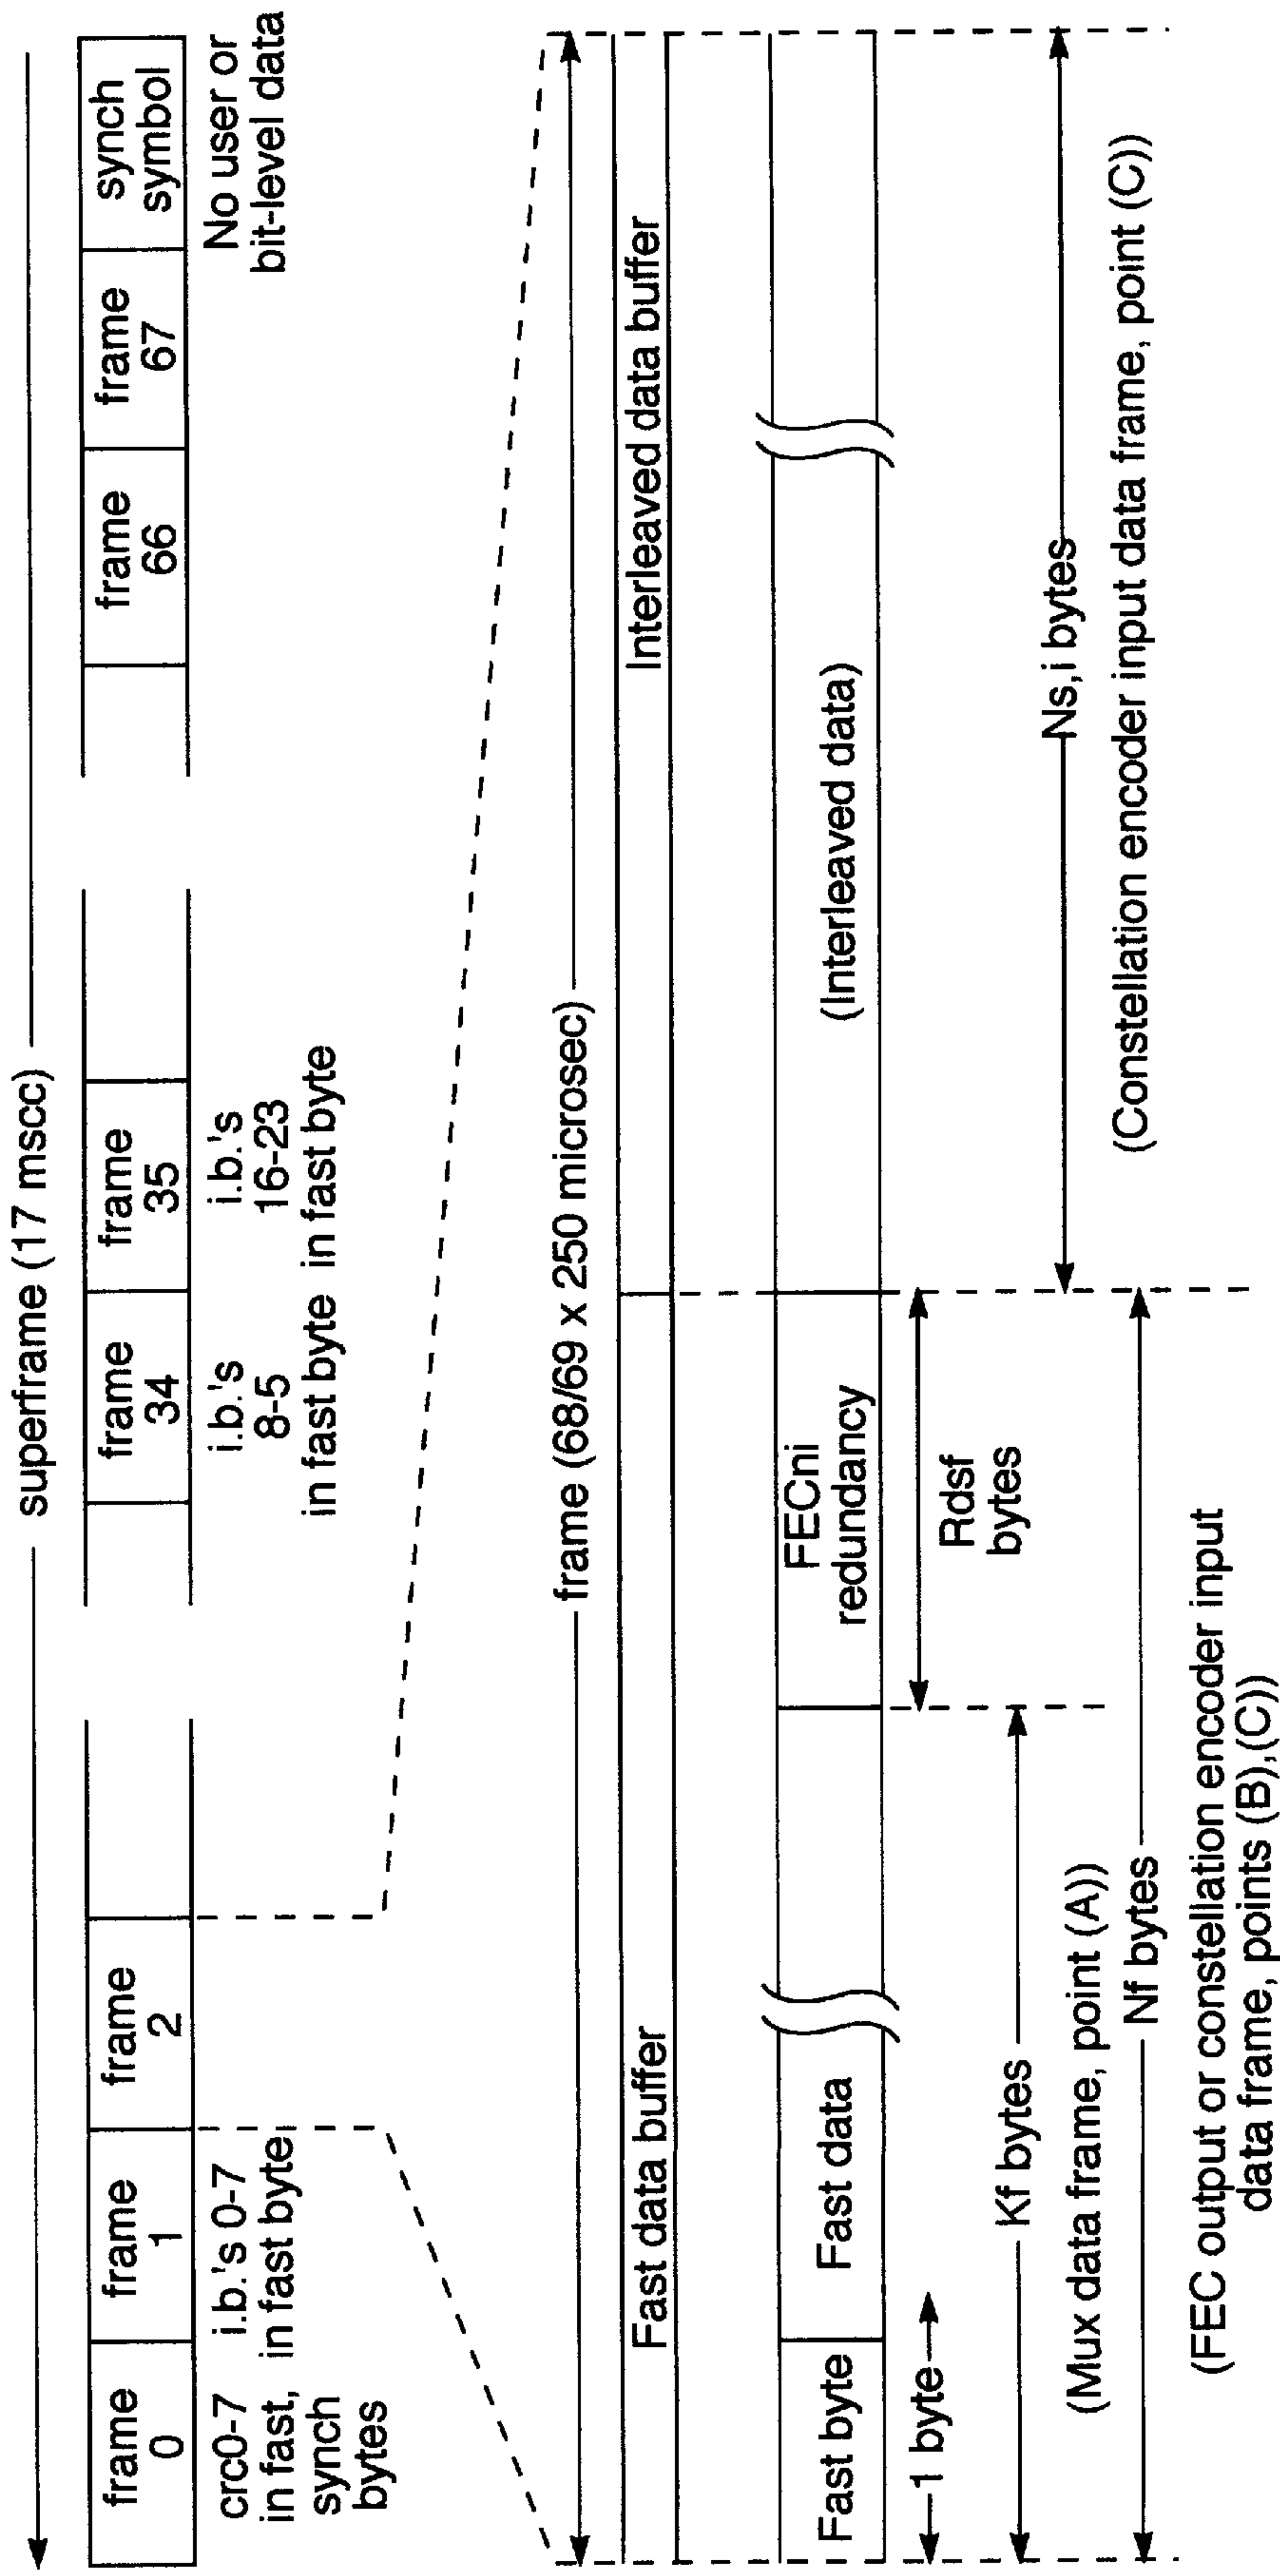 superframe (17 mscc)
frame
0
frame
1
frame
2
frame
34
frame
35
frame
66
frame
67
synch
symbol
crc0-7
in fast,
synch
bytes
i.b.'s 0-7
in fast byte
i.b.'s
8-5
in fast byte
i.b.'s
16-23
in fast byte
No user or
bit-level data
frame (68/69 x 250 microsec)
Fast data buffer
Interleaved data buffer
Fast byte
Fast data
FECni
redundancy
(Interleaved data)
1 byte
Rdsf
bytes
Kf bytes
(Mux data frame, point (A))
Ns,i bytes
(Constellation encoder input data frame, point (C))
Nf bytes
(FEC output or constellation encoder input
data frame, points (B),(C))